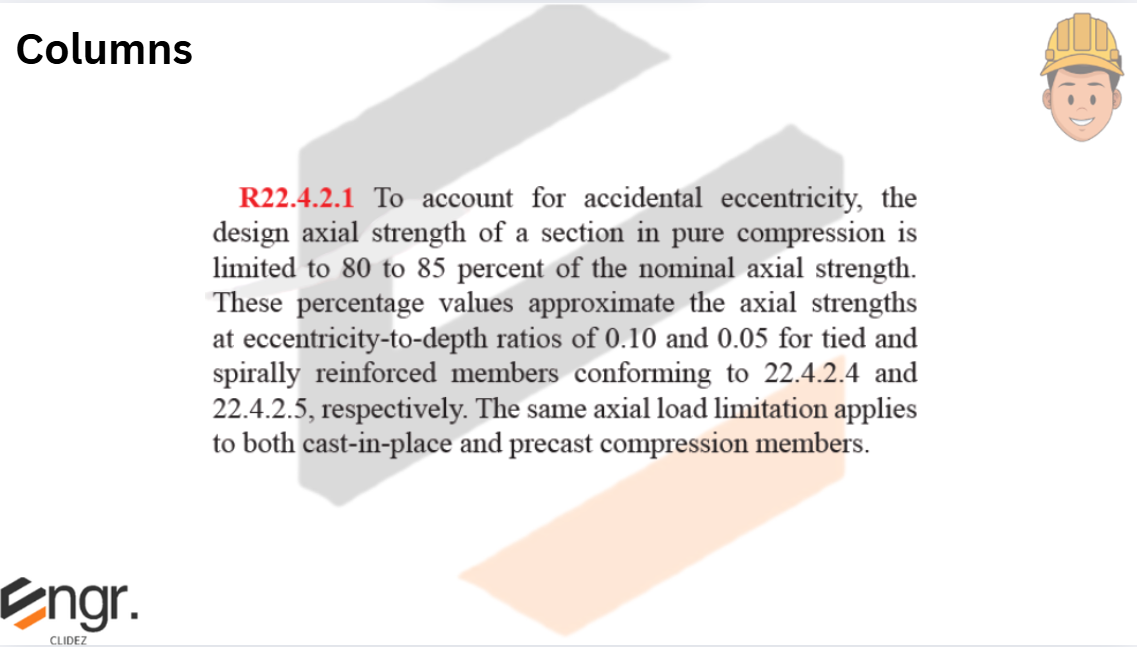 Columns
R22.4.2.1 To account for accidental eccentricity, the
design axial strength of a section in pure compression is
limited to 80 to 85 percent of the nominal axial strength.
These percentage values approximate the axial strengths
at eccentricity-to-depth ratios of 0.10 and 0.05 for tied and
spirally reinforced members conforming to 22.4.2.4 and
22.4.2.5, respectively. The same axial load limitation applies
to both cast-in-place and precast compression members.
Engr.
CLIDEZ